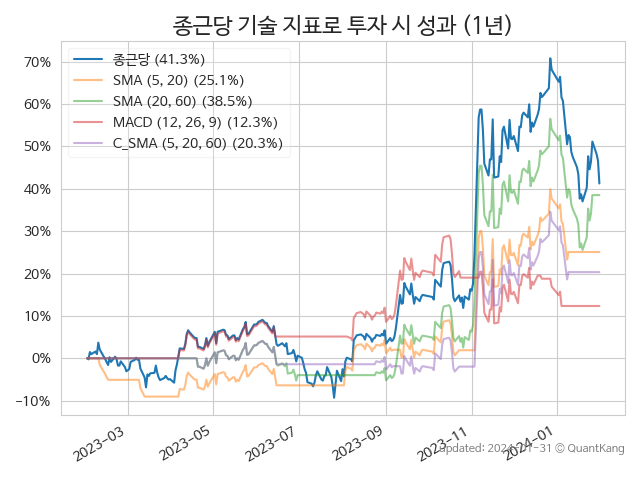 종근당 기술 지표로 투자 시 성과 (1년)
70%
60%
50%
40%
30%
20%
10%
0%
−10%
종근당 (41.3%)
SMA (5, 20) (25.1%)
SMA (20, 60) (38.5%)
MACD (12, 26, 9) (12.3%)
C_SMA (5, 20, 60) (20.3%)
2023-03
2023-05
2023-07
2023-09
2023-11
2024-01
updated: 2024-01-31 © QuantKang